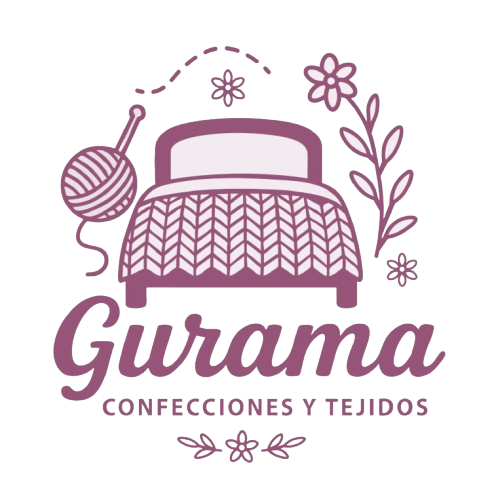 Gurama
CONFECCIONES Y TEJIDOS